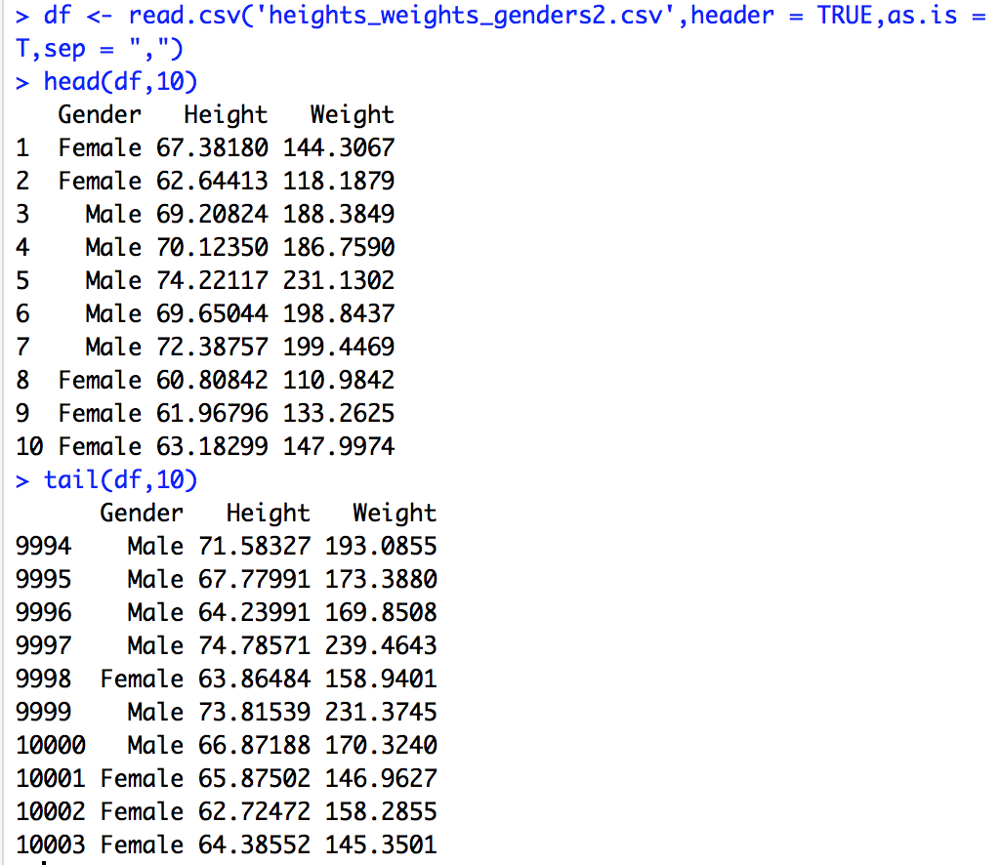 > df <- read.csv('heights_weights_genders2.csv',header = TRUE,as.is =
T,sep = ",")
> head(df,10)
   Gender   Height   Weight
1  Female 67.38180 144.3067
2  Female 62.64413 118.1879
3    Male 69.20824 188.3849
4    Male 70.12350 186.7590
5    Male 74.22117 231.1302
6    Male 69.65044 198.8437
7    Male 72.38757 199.4469
8  Female 60.80842 110.9842
9  Female 61.96796 133.2625
10 Female 63.18299 147.9974
> tail(df,10)
      Gender   Height   Weight
9994    Male 71.58327 193.0855
9995    Male 67.77991 173.3880
9996    Male 64.23991 169.8508
9997    Male 74.78571 239.4643
9998  Female 63.86484 158.9401
9999    Male 73.81539 231.3745
10000   Male 66.87188 170.3240
10001 Female 65.87502 146.9627
10002 Female 62.72472 158.2855
10003 Female 64.38552 145.3501